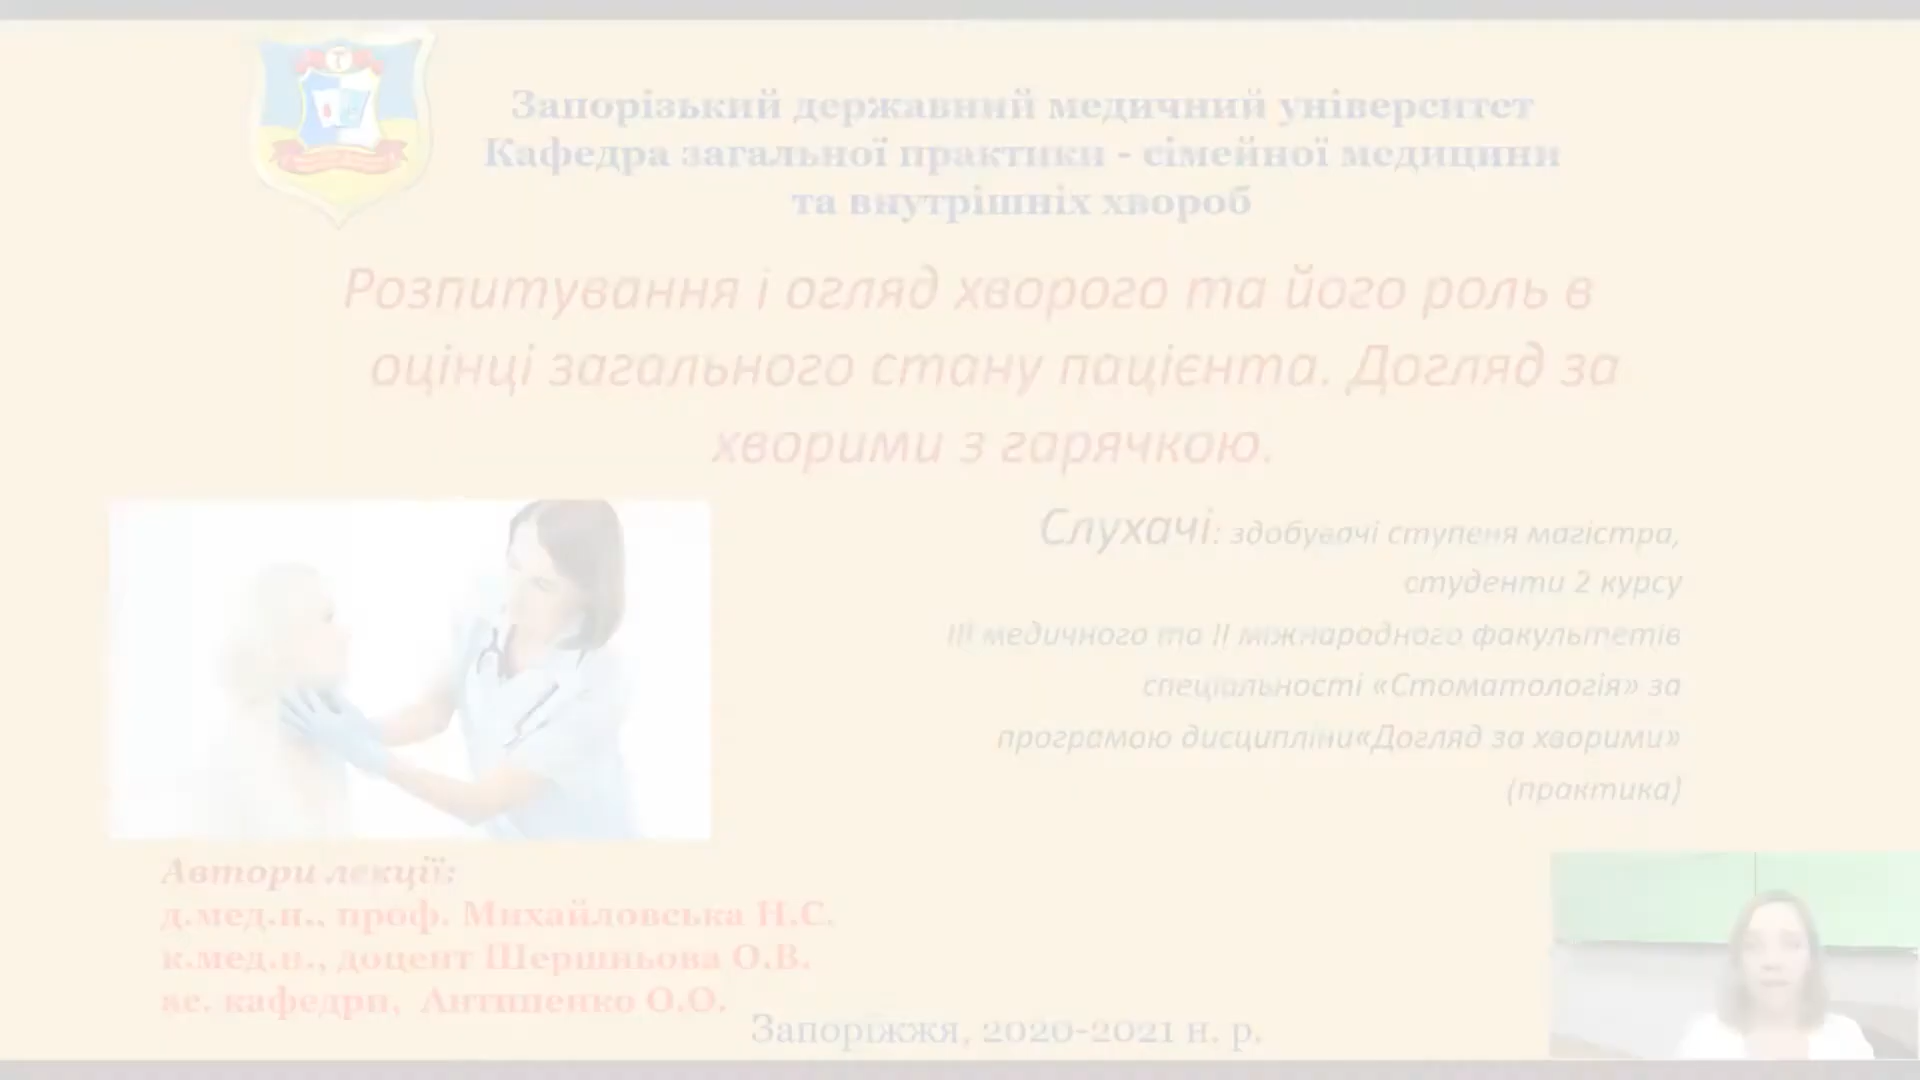 Запорізький державний медичний університет
Кафедра загальної практики - сімейної медицини
та внутрішніх хвороб
Розпитування і огляд хворого та його роль в
оцінці загального стану пацієнта. Догляд за
хворими з гарячкою.
Слухачі: здобувачі ступеня магістра,
студенти 2 курсу
ІІІ медичного та ІІ міжнародного факультетів
спеціальності «Стоматологія» за
програмою дисципліни«Догляд за хворими»
(практика)
Автори лекції:
д.мед.н., проф. Михайловська Н.С.
к.мед.н., доцент Шершньова О.В.
ас. кафедри, Антипенко О.О.
Запоріжжя, 2020-2021 н. р.